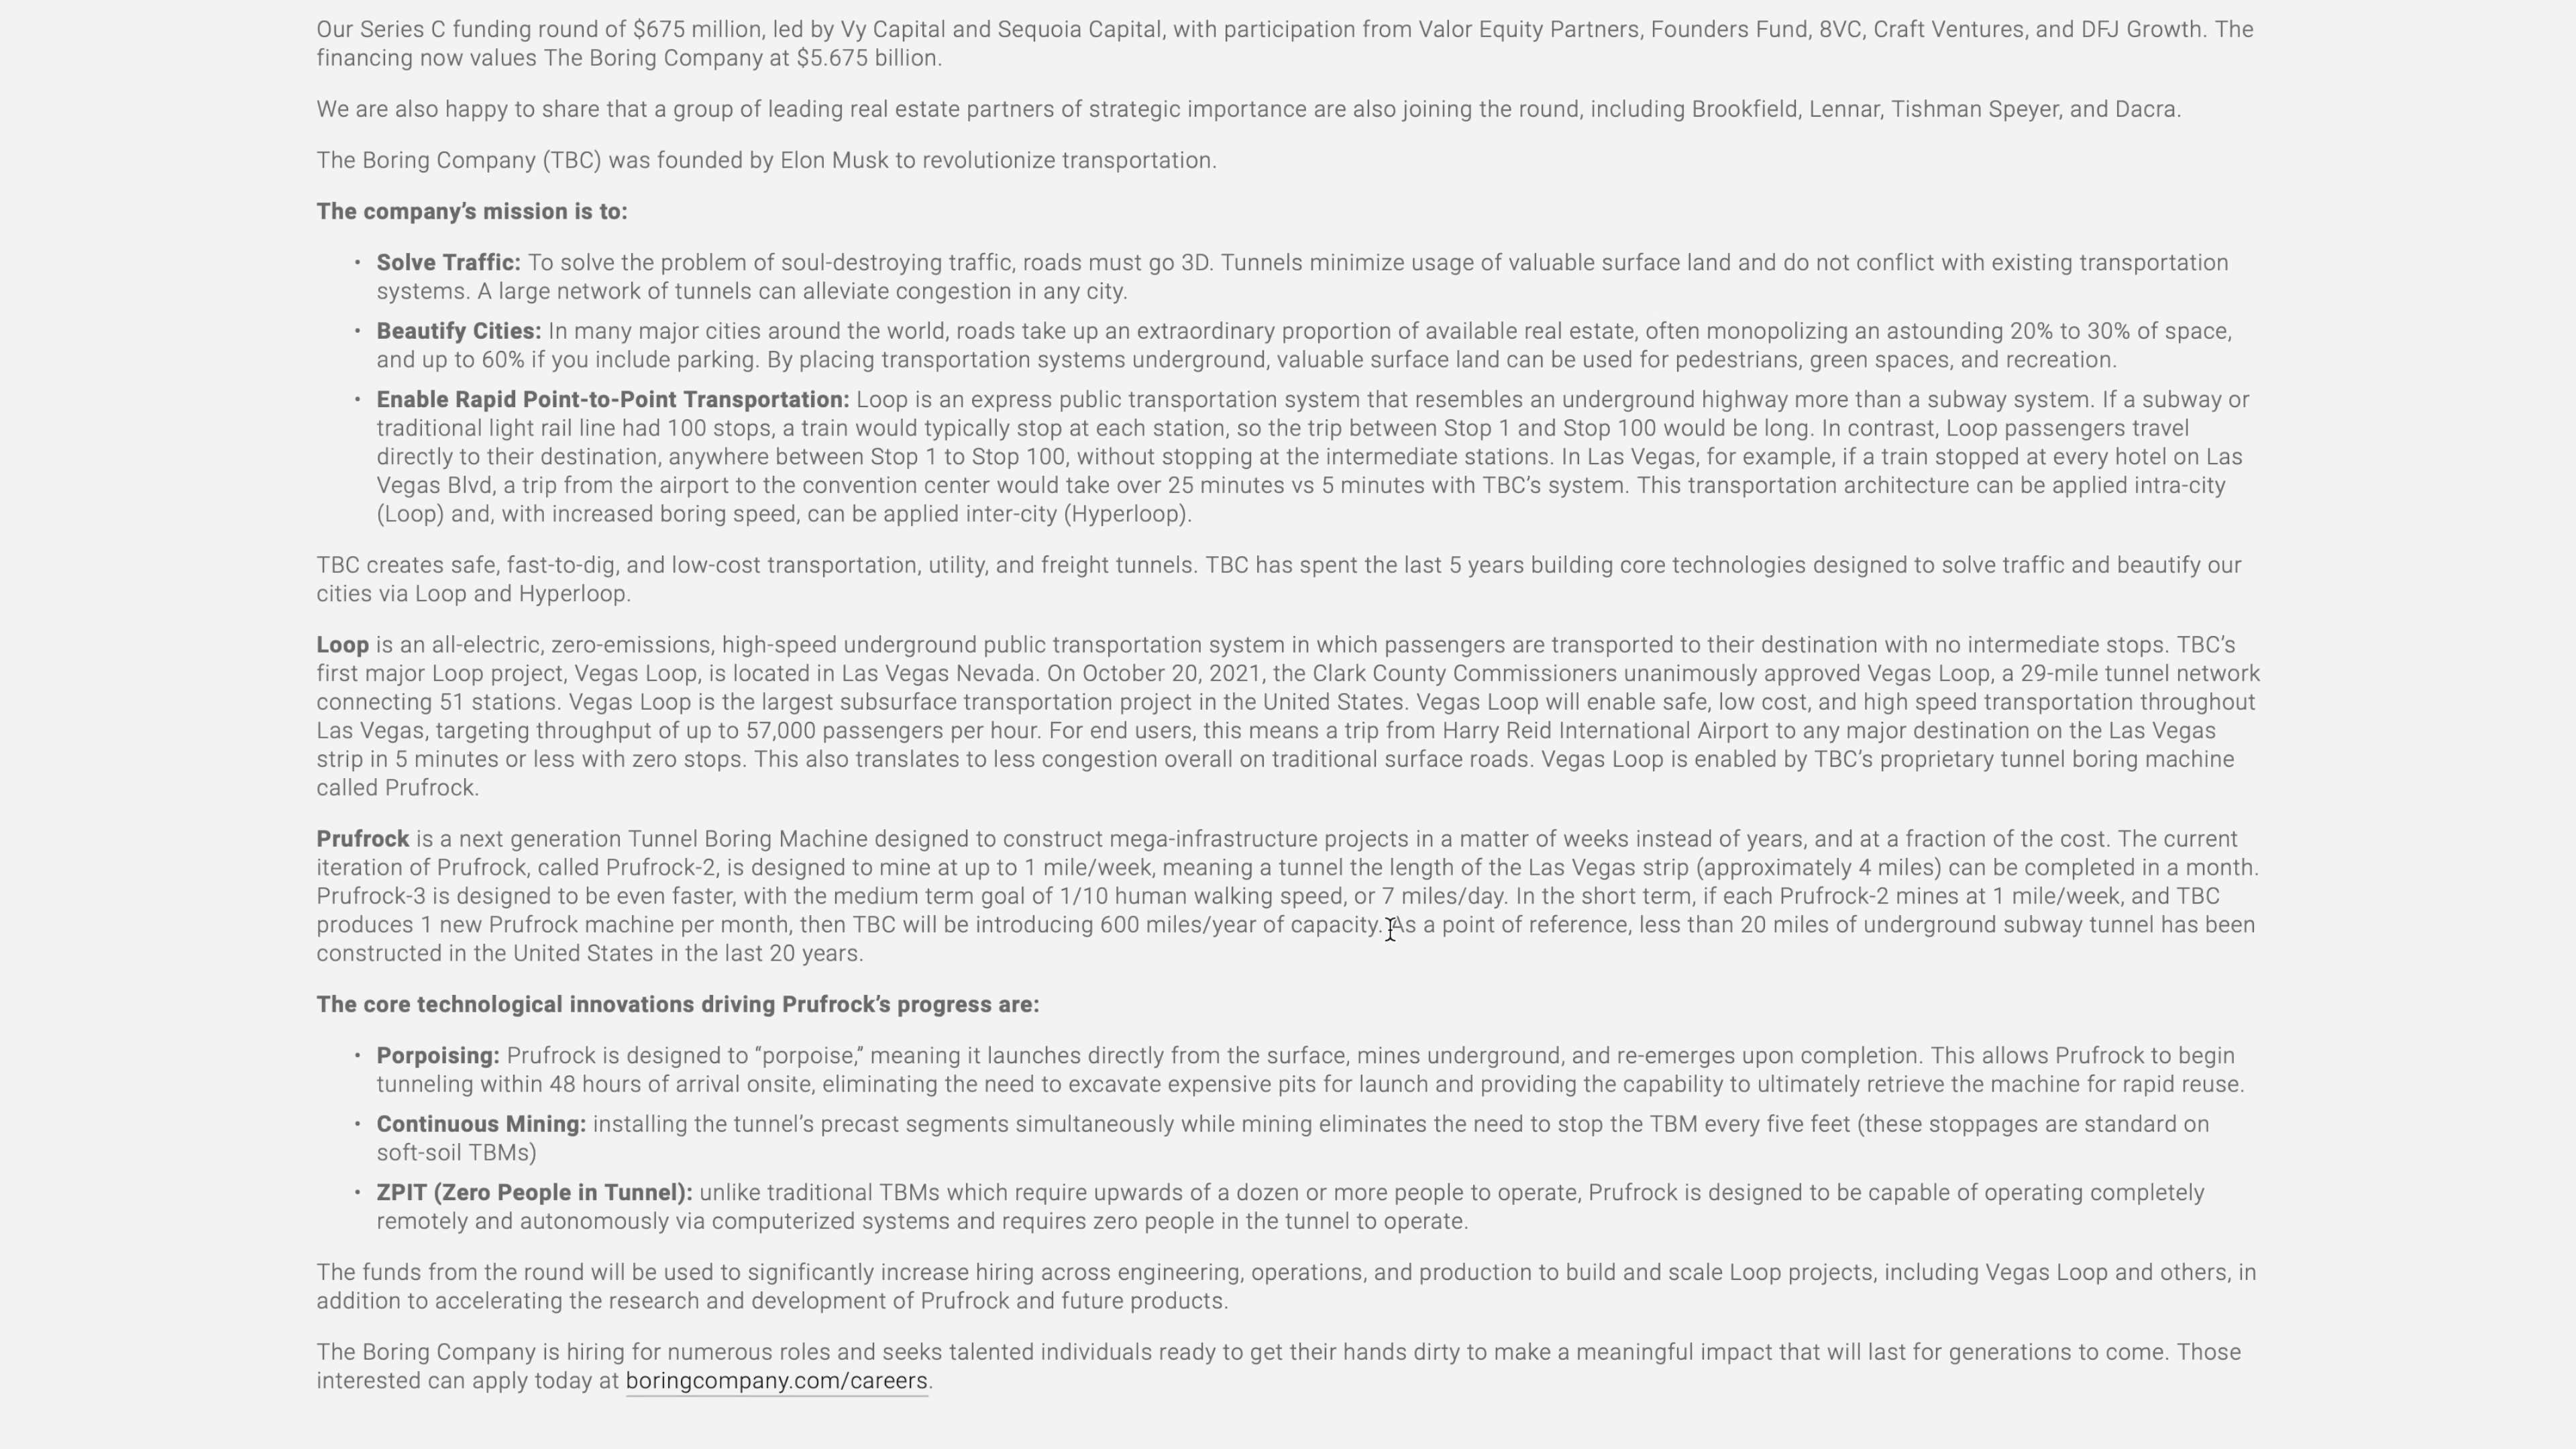 Our Series C funding round of $675 million, led by Vy Capital and Sequoia Capital, with participation from Valor Equity Partners, Founders Fund, 8VC, Craft Ventures, and DFJ Growth. The
financing now values The Boring Company at $5.675 billion.
We are also happy to share that a group of leading real estate partners of strategic importance are also joining the round, including Brookfield, Lennar, Tishman Speyer, and Dacra.
The Boring Company (TBC) was founded by Elon Musk to revolutionize transportation.
The company’s mission is to:
• Solve Traffic: To solve the problem of soul-destroying traffic, roads must go 3D. Tunnels minimize usage of valuable surface land and do not conflict with existing transportation
systems. A large network of tunnels can alleviate congestion in any city.
• Beautify Cities: In many major cities around the world, roads take up an extraordinary proportion of available real estate, often monopolizing an astounding 20% to 30% of space,
and up to 60% if you include parking. By placing transportation systems underground, valuable surface land can be used for pedestrians, green spaces, and recreation.
• Enable Rapid Point-to-Point Transportation: Loop is an express public transportation system that resembles an underground highway more than a subway system. If a subway or
traditional light rail line had 100 stops, a train would typically stop at each station, so the trip between Stop 1 and Stop 100 would be long. In contrast, Loop passengers travel
directly to their destination, anywhere between Stop 1 to Stop 100, without stopping at the intermediate stations. In Las Vegas, for example, if a train stopped at every hotel on Las
Vegas Blvd, a trip from the airport to the convention center would take over 25 minutes vs 5 minutes with TBC’s system. This transportation architecture can be applied intra-city
(Loop) and, with increased boring speed, can be applied inter-city (Hyperloop).
TBC creates safe, fast-to-dig, and low-cost transportation, utility, and freight tunnels. TBC has spent the last 5 years building core technologies designed to solve traffic and beautify our
cities via Loop and Hyperloop.
Loop is an all-electric, zero-emissions, high-speed underground public transportation system in which passengers are transported to their destination with no intermediate stops. TBC’s
first major Loop project, Vegas Loop, is located in Las Vegas Nevada. On October 20, 2021, the Clark County Commissioners unanimously approved Vegas Loop, a 29-mile tunnel network
connecting 51 stations. Vegas Loop is the largest subsurface transportation project in the United States. Vegas Loop will enable safe, low cost, and high speed transportation throughout
Las Vegas, targeting throughput of up to 57,000 passengers per hour. For end users, this means a trip from Harry Reid International Airport to any major destination on the Las Vegas
strip in 5 minutes or less with zero stops. This also translates to less congestion overall on traditional surface roads. Vegas Loop is enabled by TBC’s proprietary tunnel boring machine
called Prufrock.
Prufrock is a next generation Tunnel Boring Machine designed to construct mega-infrastructure projects in a matter of weeks instead of years, and at a fraction of the cost. The current
iteration of Prufrock, called Prufrock-2, is designed to mine at up to 1 mile/week, meaning a tunnel the length of the Las Vegas strip (approximately 4 miles) can be completed in a month.
Prufrock-3 is designed to be even faster, with the medium term goal of 1/10 human walking speed, or 7 miles/day. In the short term, if each Prufrock-2 mines at 1 mile/week, and TBC
produces 1 new Prufrock machine per month, then TBC will be introducing 600 miles/year of capacity. As a point of reference, less than 20 miles of underground subway tunnel has been
constructed in the United States in the last 20 years.
The core technological innovations driving Prufrock’s progress are:
• Porpoising: Prufrock is designed to “porpoise,” meaning it launches directly from the surface, mines underground, and re-emerges upon completion. This allows Prufrock to begin
tunneling within 48 hours of arrival onsite, eliminating the need to excavate expensive pits for launch and providing the capability to ultimately retrieve the machine for rapid reuse.
• Continuous Mining: installing the tunnel’s precast segments simultaneously while mining eliminates the need to stop the TBM every five feet (these stoppages are standard on
soft-soil TBMs)
• ZPIT (Zero People in Tunnel): unlike traditional TBMs which require upwards of a dozen or more people to operate, Prufrock is designed to be capable of operating completely
remotely and autonomously via computerized systems and requires zero people in the tunnel to operate.
The funds from the round will be used to significantly increase hiring across engineering, operations, and production to build and scale Loop projects, including Vegas Loop and others, in
addition to accelerating the research and development of Prufrock and future products.
The Boring Company is hiring for numerous roles and seeks talented individuals ready to get their hands dirty to make a meaningful impact that will last for generations to come. Those
interested can apply today at boringcompany.com/careers.